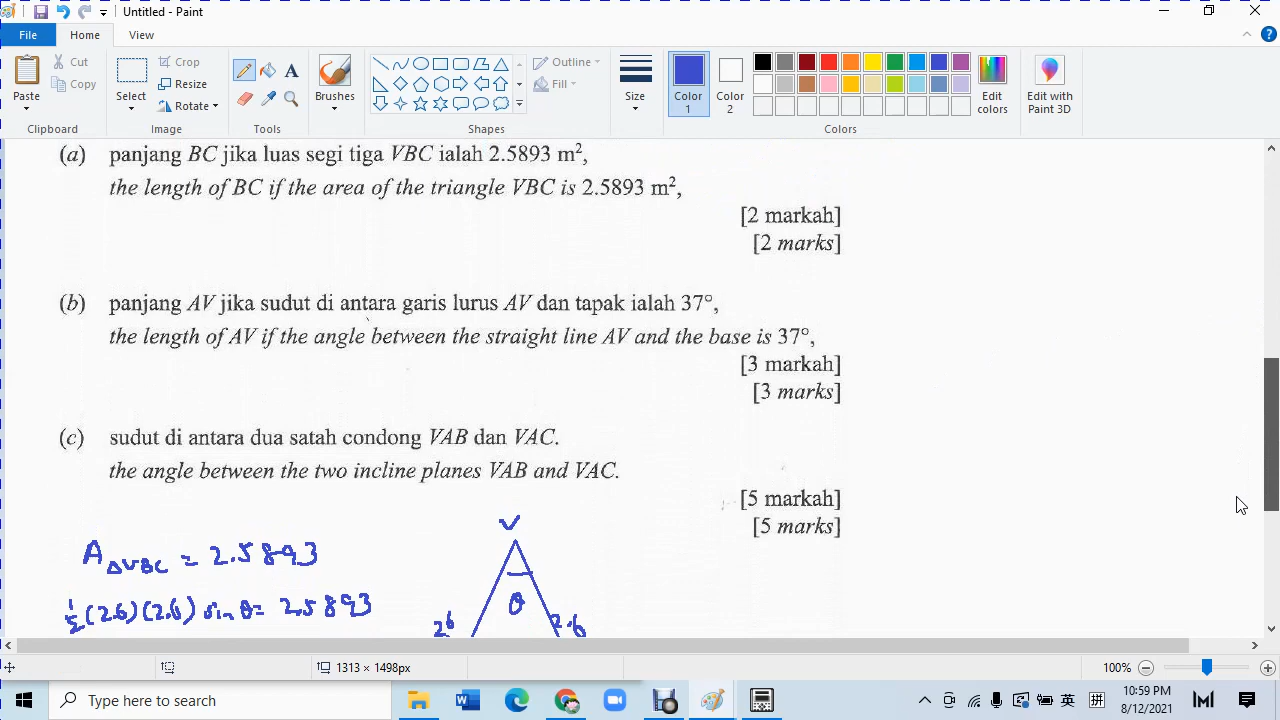 Untitled - Paint
File
Home
View
Paste
Cut
Copy
Clipboard
Select
Crop
Resize
Rotate
Image
A
Tools
Brushes
Outline
Fill
Shapes
Size
Color 1
Color 2
Edit colors
Colors
Edit with Paint 3D
(a) panjang BC jika luas segi tiga VBC ialah 2.5893 m²,
the length of BC if the area of the triangle VBC is 2.5893 m²,
[2 markah]
[2 marks]
(b) panjang AV jika sudut di antara garis lurus AV dan tapak ialah 37°,
the length of AV if the angle between the straight line AV and the base is 37°,
[3 markah]
[3 marks]
(c) sudut di antara dua satah condong VAB dan VAC.
the angle between the two incline planes VAB and VAC.
[5 markah]
[5 marks]
A △VBC = 2.5893
½(2.6)(2.6) sin θ = 2.5893
V
θ
2.6
2.6
1313 × 1498px
100%
Type here to search
英
拼
10:59 PM
8/12/2021